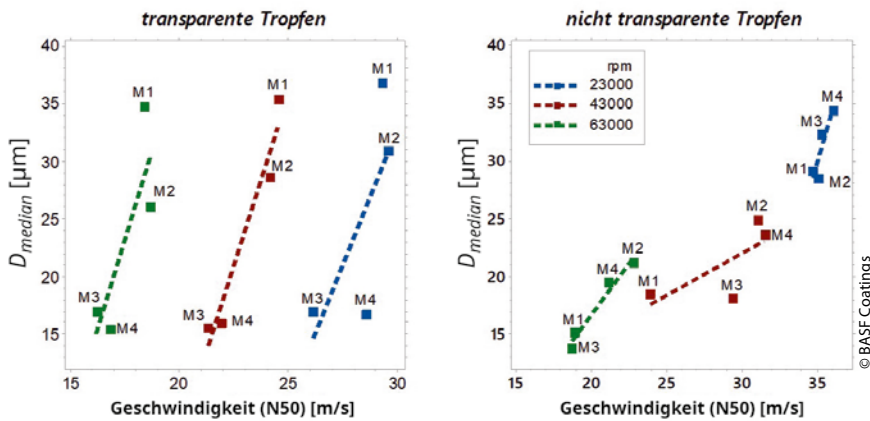 transparente Tropfen
40
35
30
25
20
15
D median [µm]
M1
M2
M3
M4
M1
M2
M3
M4
M1
M2
M3
M4
15
20
25
30
Geschwindigkeit (N50) [m/s]
nicht transparente Tropfen
40
35
30
25
20
15
D median [µm]
rpm
23000
43000
63000
M4
M3
M1
M2
M2
M4
M1
M3
M2
M4
M1
M3
15
20
25
30
35
Geschwindigkeit (N50) [m/s]
© BASF Coatings